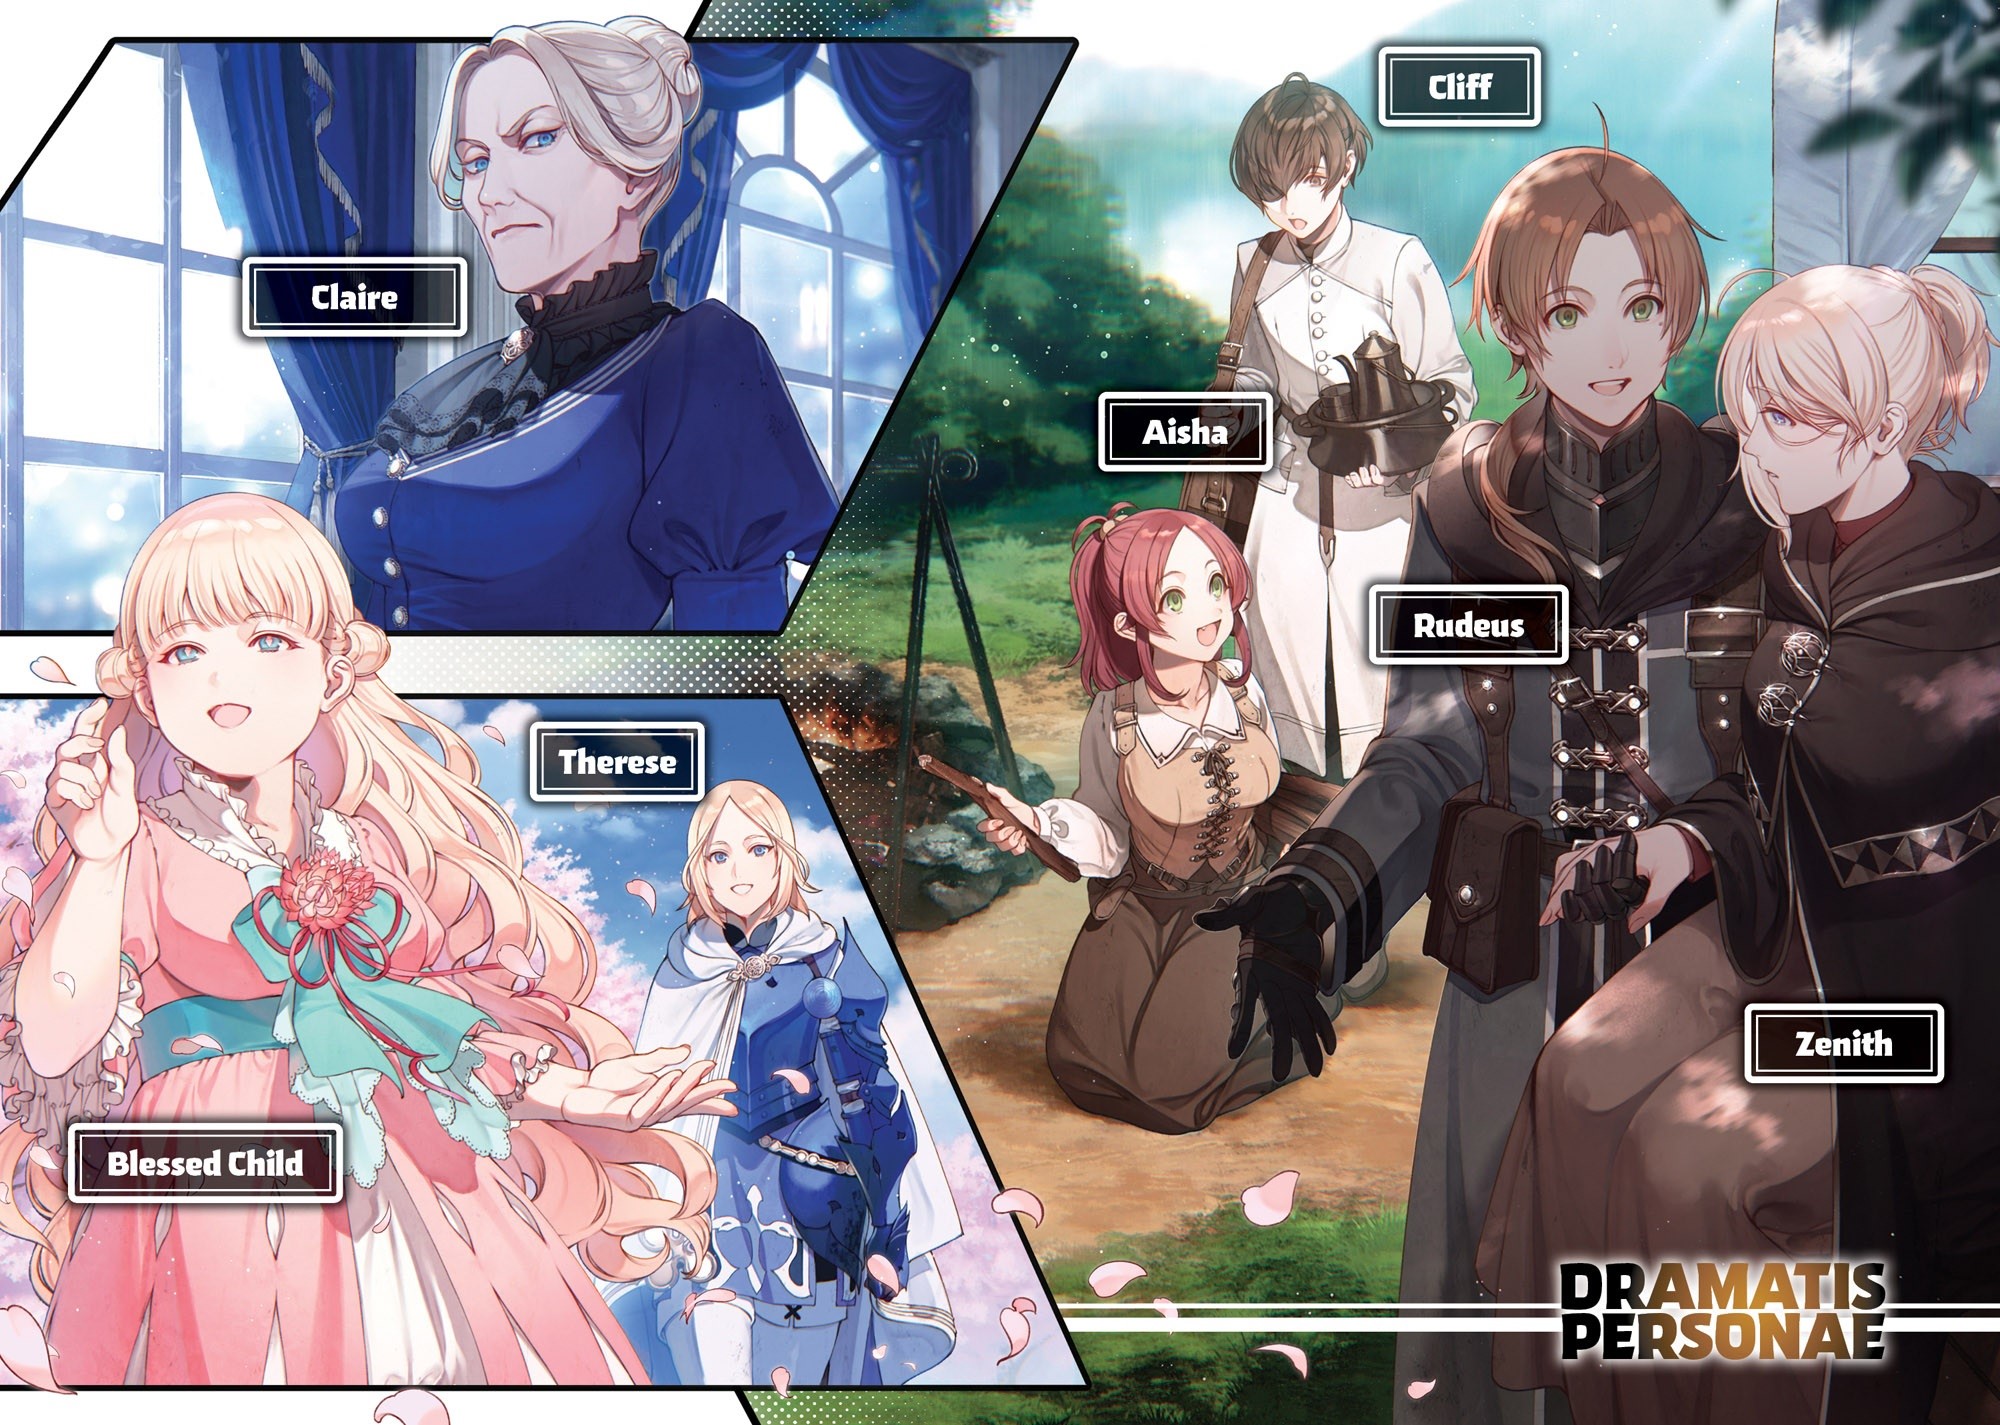 Claire
Blessed Child
Therese
Cliff
Aisha
Rudeus
Zenith
DRAMATIS
PERSONAE